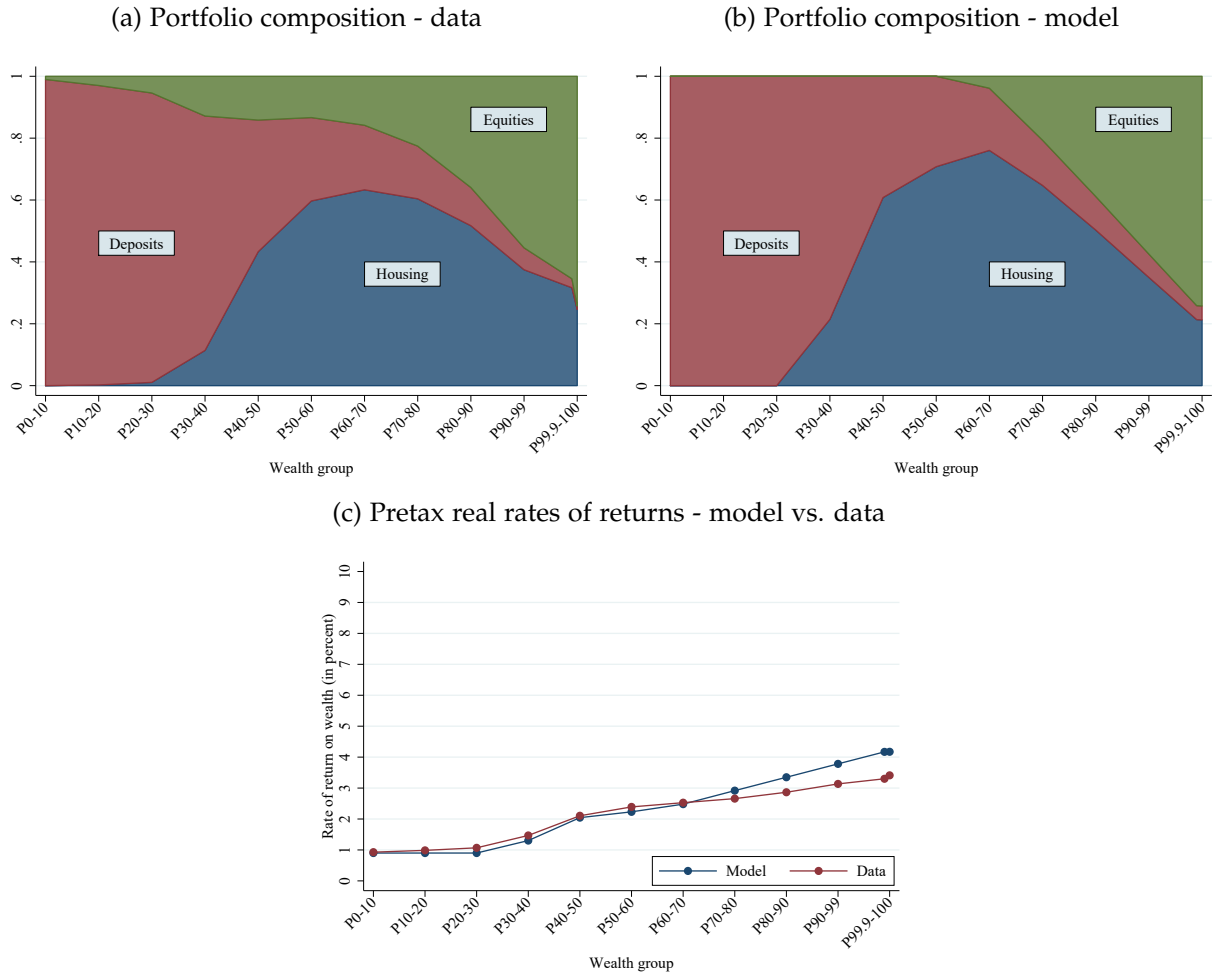 (a) Portfolio composition - data
1
.8
.6
.4
.2
0
Equities
Deposits
Housing
P0-10
P10-20
P20-30
P30-40
P40-50
P50-60
P60-70
P70-80
P80-90
P90-99
P99.9-100
Wealth group
(b) Portfolio composition - model
1
.8
.6
.4
.2
0
Equities
Deposits
Housing
P0-10
P10-20
P20-30
P30-40
P40-50
P50-60
P60-70
P70-80
P80-90
P90-99
P99.9-100
Wealth group
(c) Pretax real rates of returns - model vs. data
Rate of return on wealth (in percent)
10
9
8
7
6
5
4
3
2
1
0
Model
Data
P0-10
P10-20
P20-30
P30-40
P40-50
P50-60
P60-70
P70-80
P80-90
P90-99
P99.9-100
Wealth group